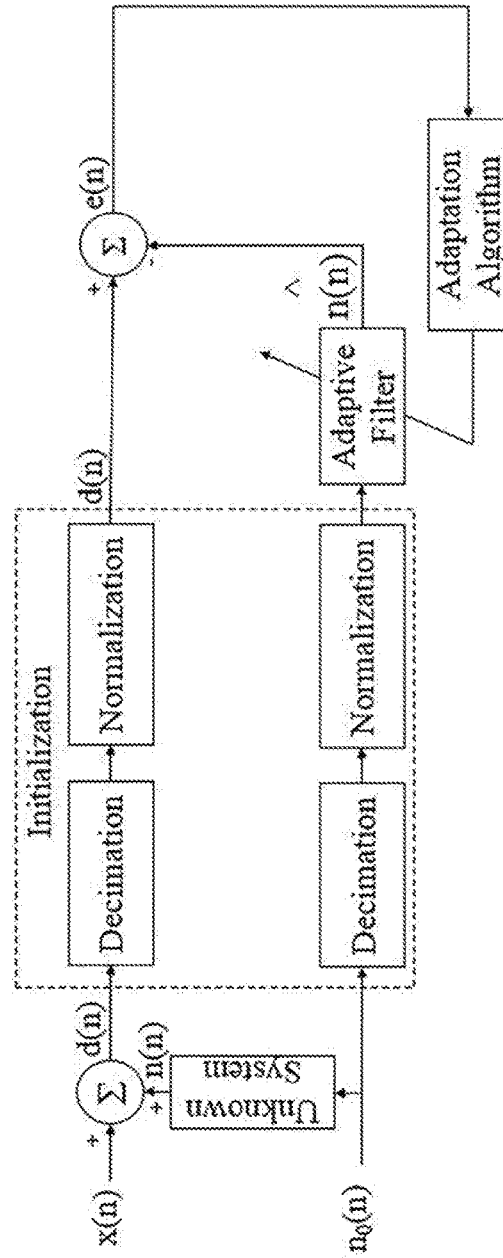 Initialization
x(n)
+
Σ
+
d(n)
n(n)
Unknown
System
n₀(n)
Decimation
Normalization
Decimation
Normalization
d(n)
+
Σ
-
e(n)
^
n(n)
Adaptive
Filter
Adaptation
Algorithm